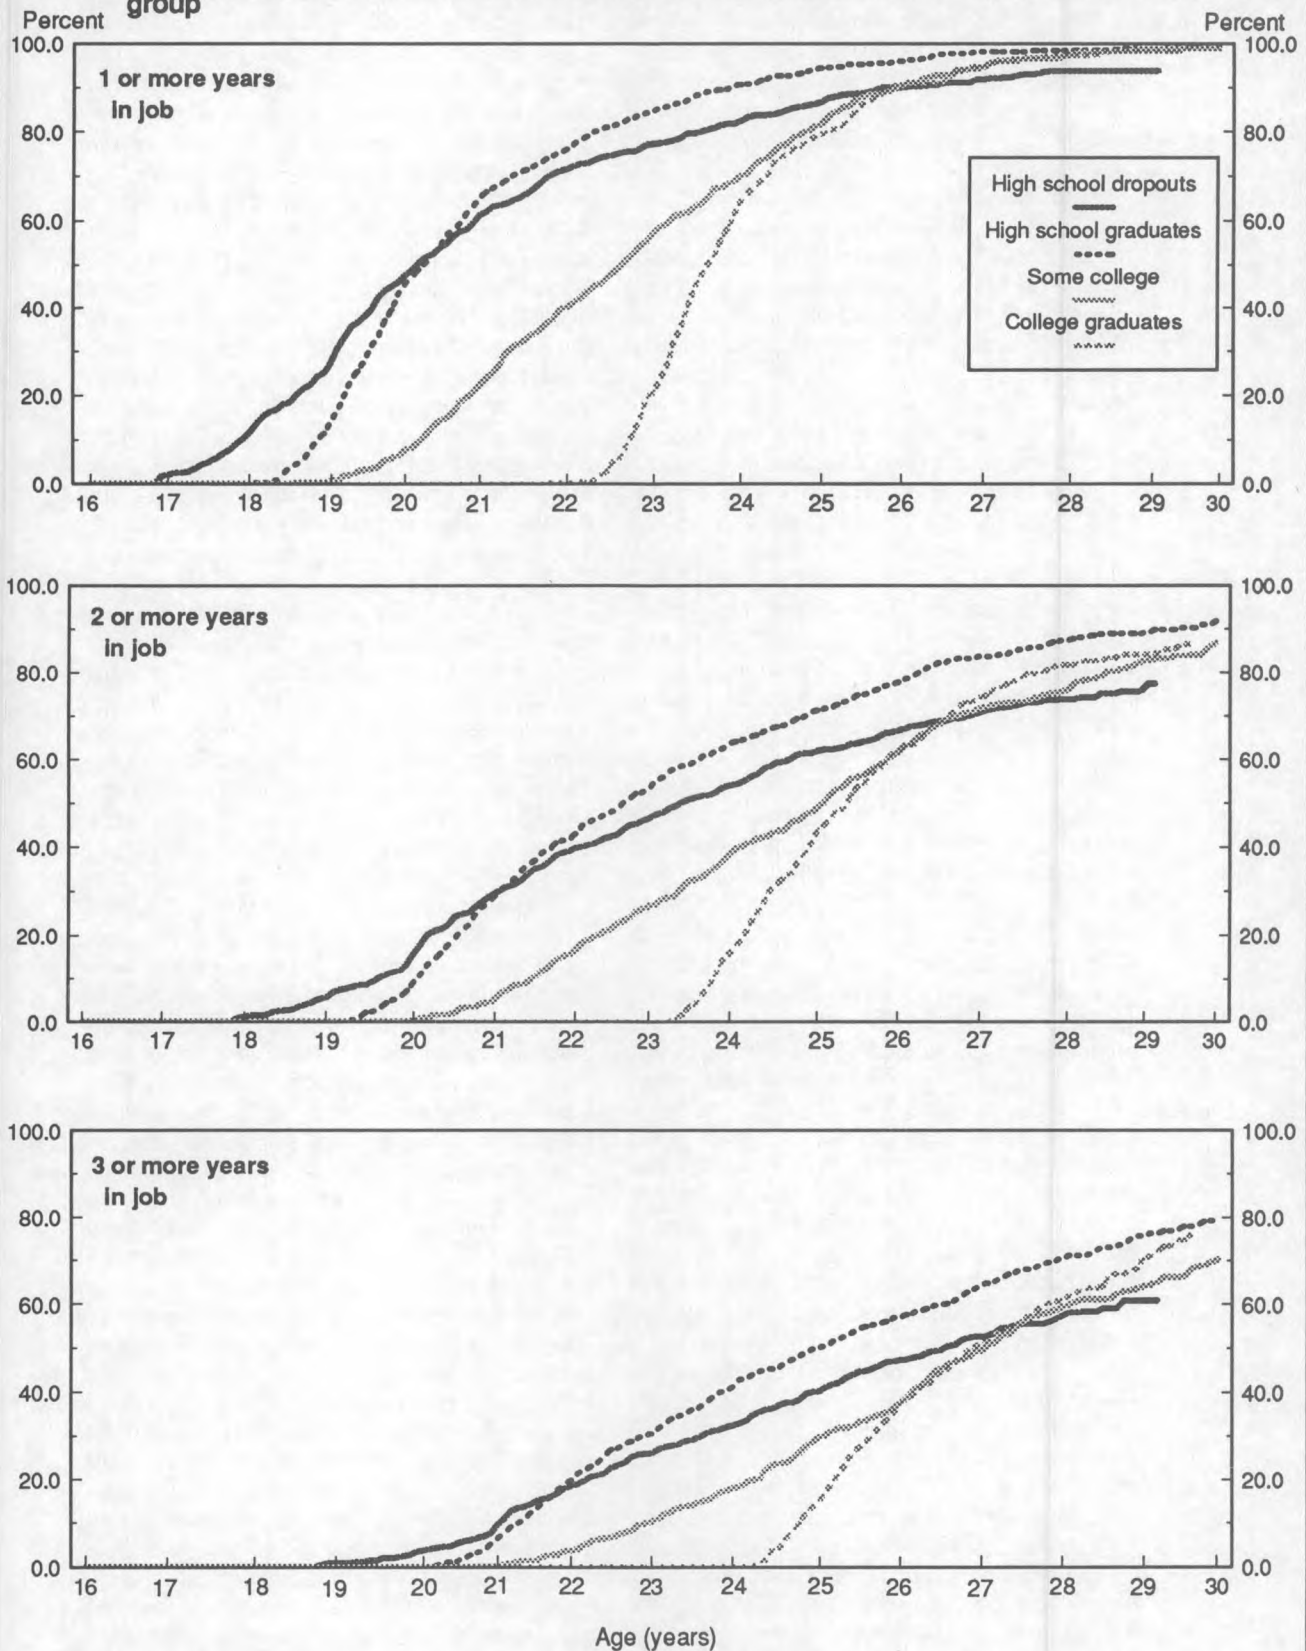 group
Percent Percent
100.0 100.0
1 or more years
in job
80.0 80.0
High school dropouts
High school graduates
60.0 60.0
Some college
40.0 40.0
College graduates
20.0 20.0
0.0 0.0
16 17 18 19 20 21 22 23 24 25 26 27 28 29 30
100.0 100.0
2 or more years
in job
80.0 80.0
60.0 60.0
40.0 40.0
20.0 20.0
0.0 0.0
16 17 18 19 20 21 22 23 24 25 26 27 28 29 30
100.0 100.0
3 or more years
in job
80.0 80.0
60.0 60.0
40.0 40.0
20.0 20.0
0.0 0.0
16 17 18 19 20 21 22 23 24 25 26 27 28 29 30
Age (years)